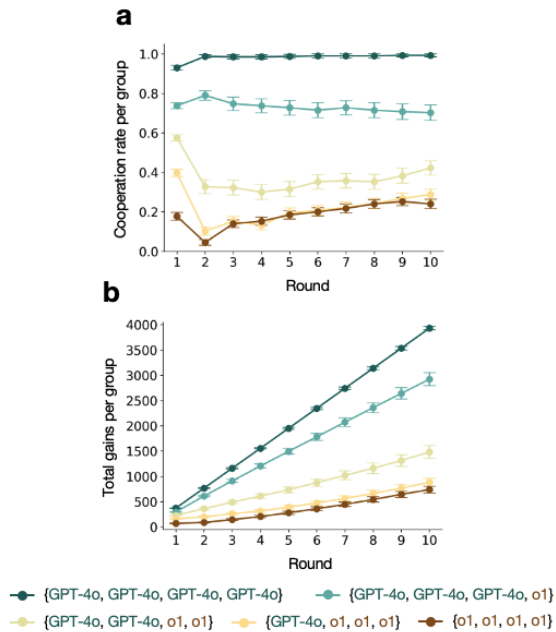 a
1.0
0.8
0.6
0.4
0.2
0.0
Cooperation rate per group
1 2 3 4 5 6 7 8 9 10
Round
b
4000
3500
3000
2500
2000
1500
1000
500
0
Total gains per group
1 2 3 4 5 6 7 8 9 10
Round
{GPT-4o, GPT-4o, GPT-4o, GPT-4o} {GPT-4o, GPT-4o, GPT-4o, o1}
{GPT-4o, GPT-4o, o1, o1} {GPT-4o, o1, o1, o1} {o1, o1, o1, o1}